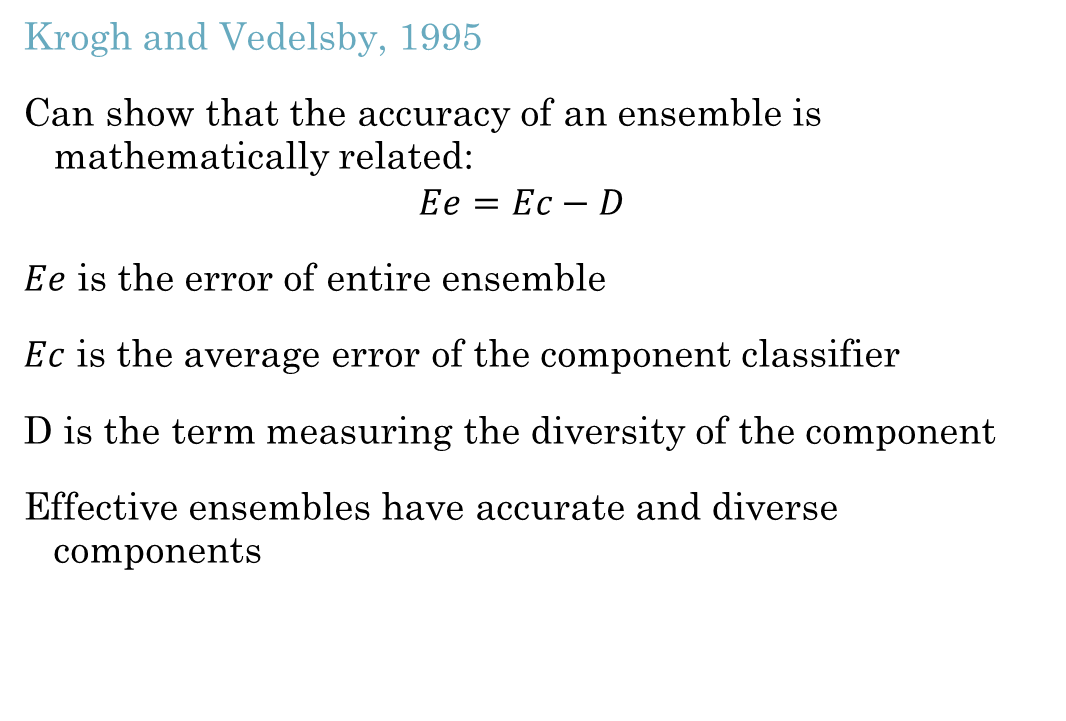 Krogh and Vedelsby, 1995
Can show that the accuracy of an ensemble is
mathematically related:
Ee = Ec − D
Ee is the error of entire ensemble
Ec is the average error of the component classifier
D is the term measuring the diversity of the component
Effective ensembles have accurate and diverse
components